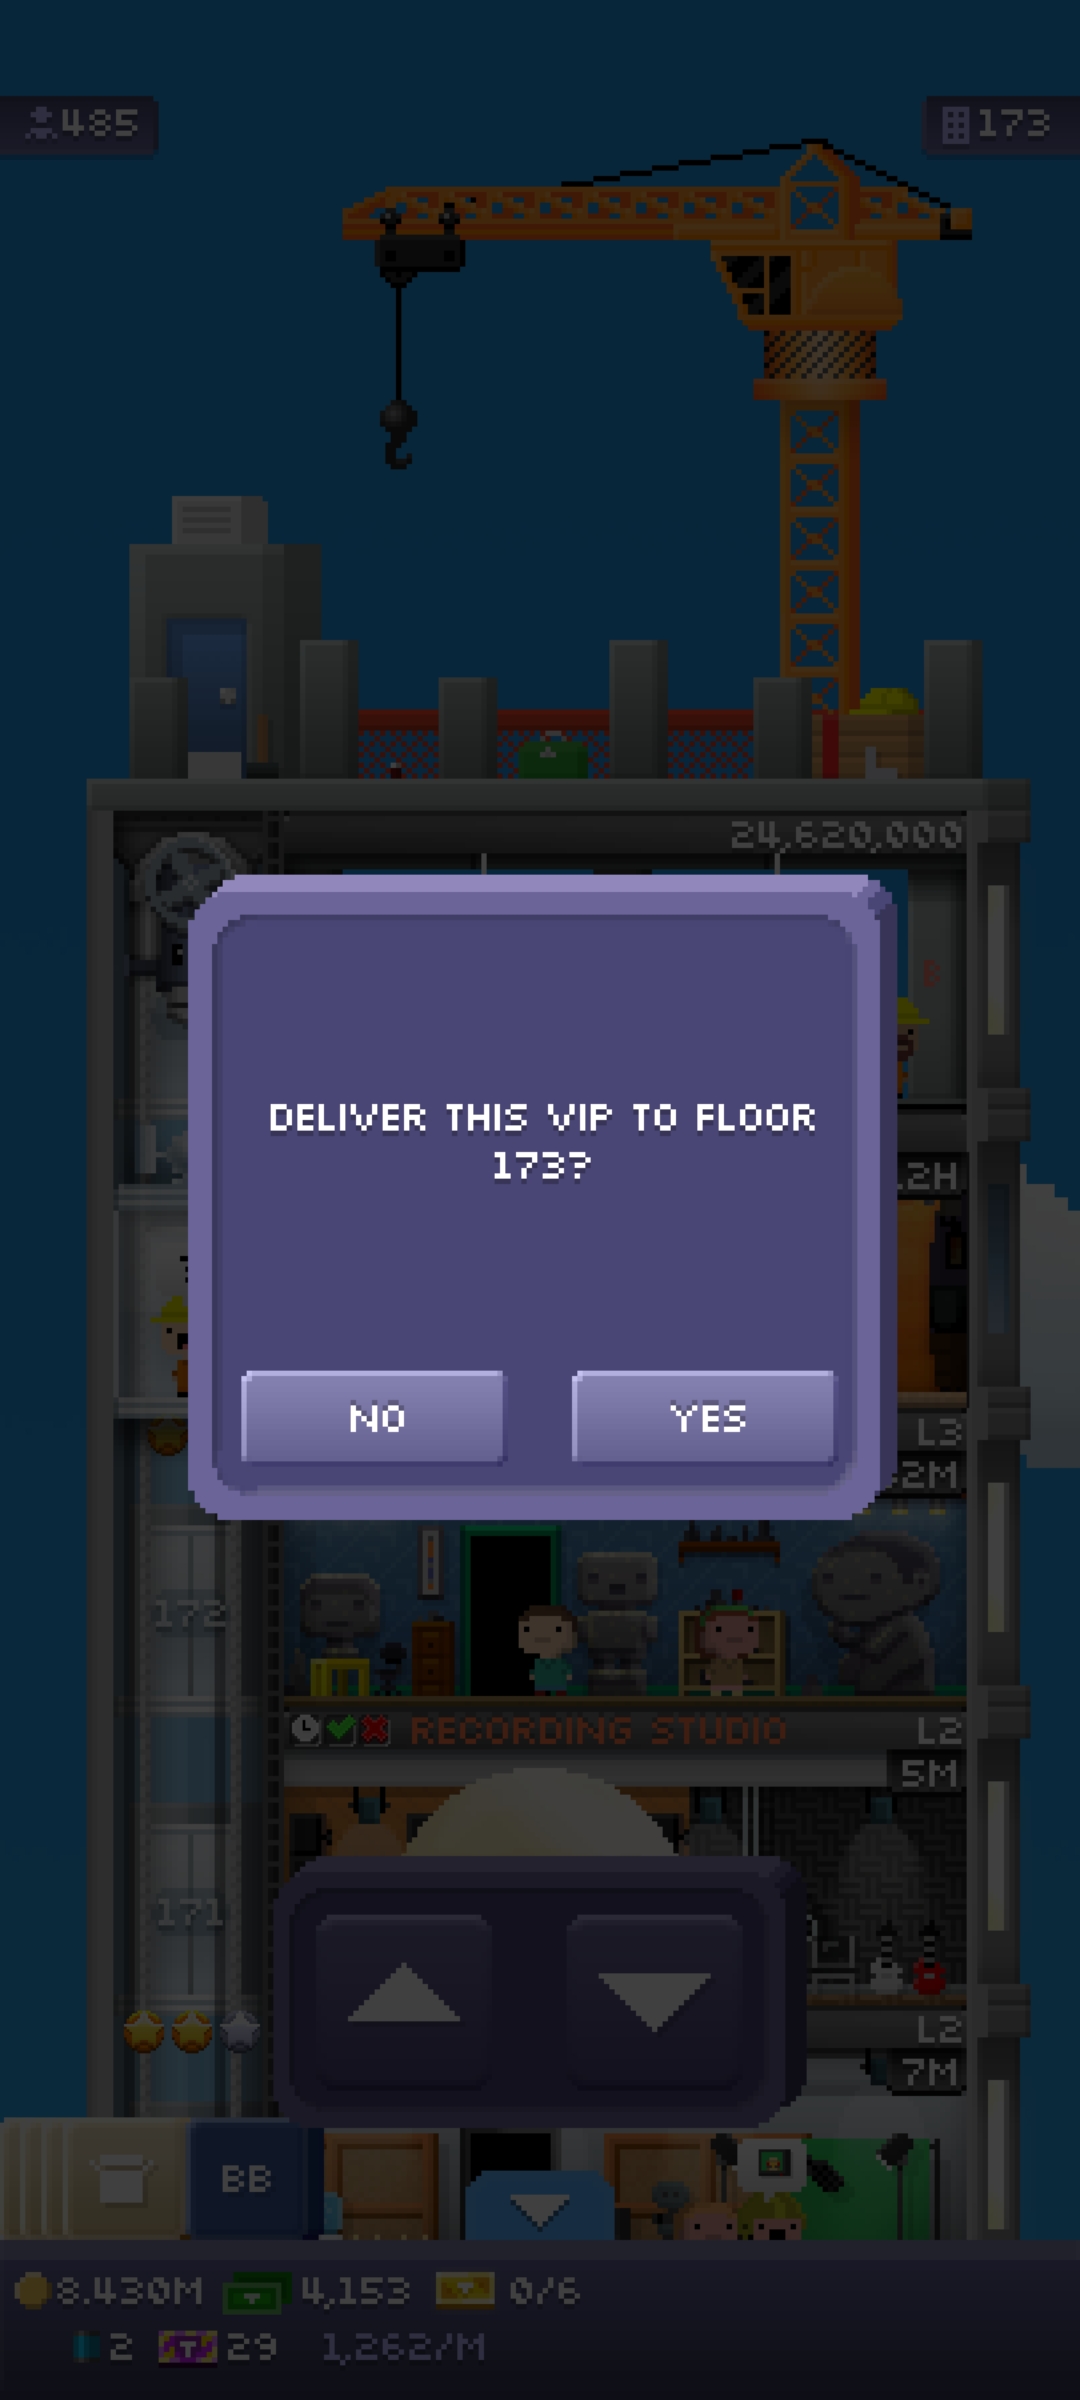 485
173
24,620,000
DELIVER THIS VIP TO FLOOR
173?
NO
YES
L3
2M
172
RECORDING STUDIO
L2
5M
171
L2
7M
BB
8.430M
4,153
0/6
2
29
1,262/M